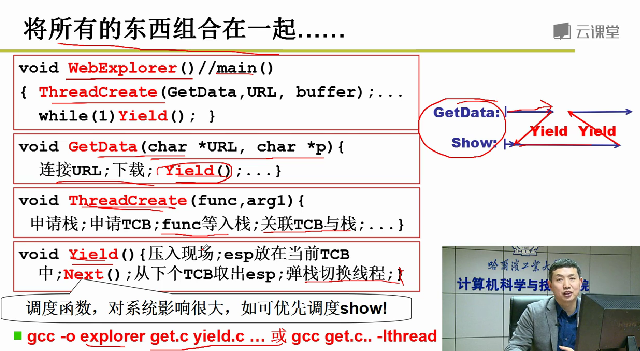 将所有的东西组合在一起……
云课堂
void WebExplorer()//main()
{ ThreadCreate(GetData,URL, buffer);...
while(1)Yield(); }
GetData:
Yield Yield
Show:
void GetData(char *URL, char *p){
连接URL;下载; Yield();...}
void ThreadCreate(func,arg1){
申请栈;申请TCB;func等入栈;关联TCB与栈;...}
void Yield(){压入现场;esp放在当前TCB
中;Next();从下个TCB取出esp;弹栈切换线程;}
调度函数，对系统影响很大，如可优先调度show!
gcc -o explorer get.c yield.c … 或 gcc get.c.. -lthread
哈尔滨工业大
计算机科学与技 统